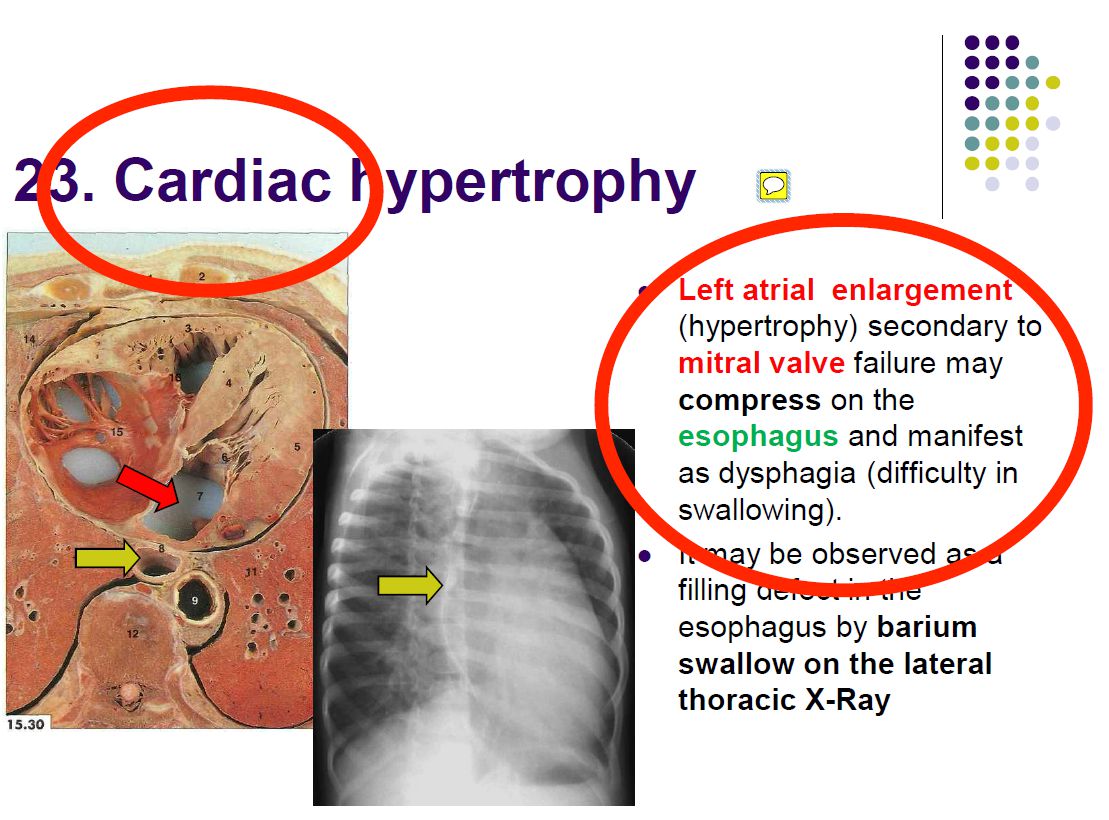 23. Cardiac hypertrophy
Left atrial enlargement
(hypertrophy) secondary to
mitral valve failure may
compress on the
esophagus and manifest
as dysphagia (difficulty in
swallowing).
It may be observed as a
filling defect in the
esophagus by barium
swallow on the lateral
thoracic X-Ray
1
2
3
14
16
4
15
5
6
7
8
11
9
12
15.30